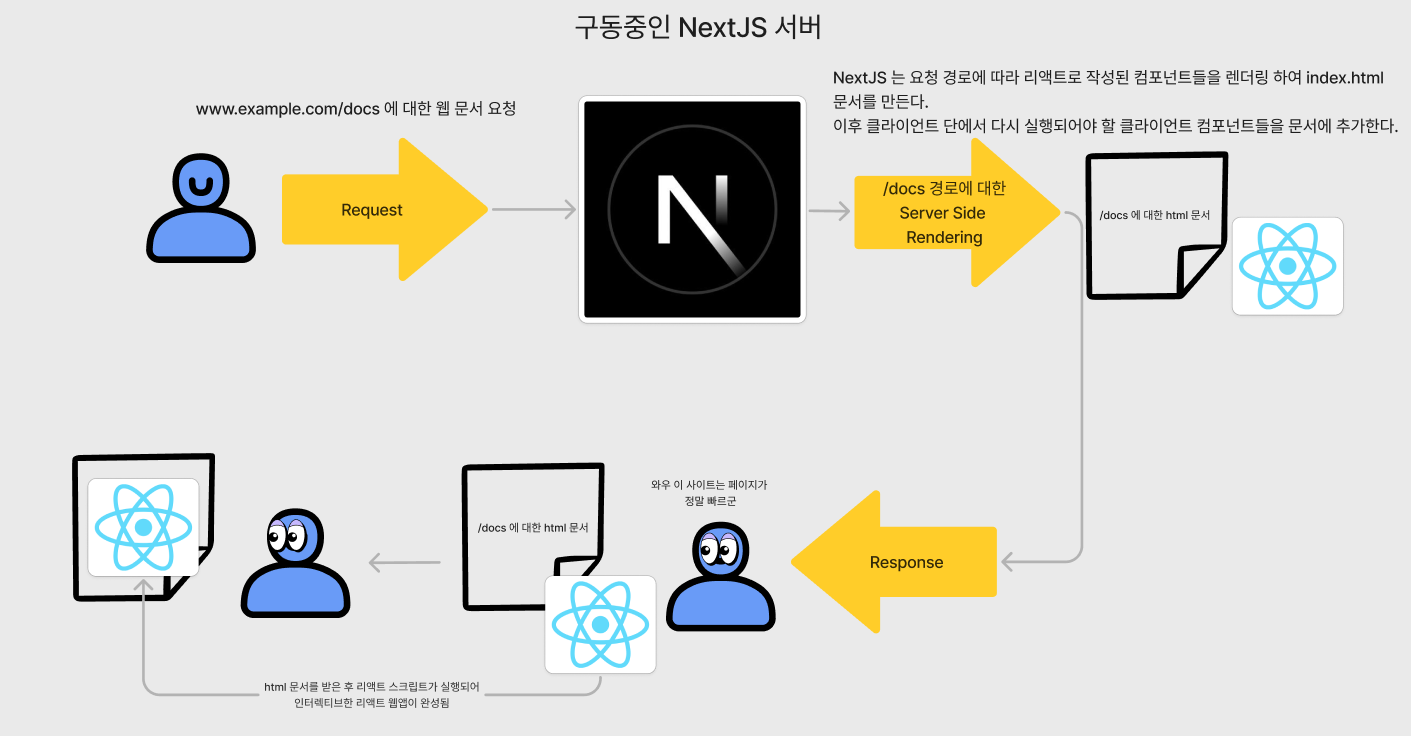 구동중인 NextJS 서버
www.example.com/docs 에 대한 웹 문서 요청
NextJS 는 요청 경로에 따라 리액트로 작성된 컴포넌트들을 렌더링 하여 index.html
문서를 만든다.
이후 클라이언트 단에서 다시 실행되어야 할 클라이언트 컴포넌트들을 문서에 추가한다.
Request
/docs 경로에 대한
Server Side
Rendering
/docs 에 대한 html 문서
와우 이 사이트는 페이지가
정말 빠르군
/docs 에 대한 html 문서
Response
html 문서를 받은 후 리액트 스크립트가 실행되어
인터렉티브한 리액트 웹앱이 완성됨